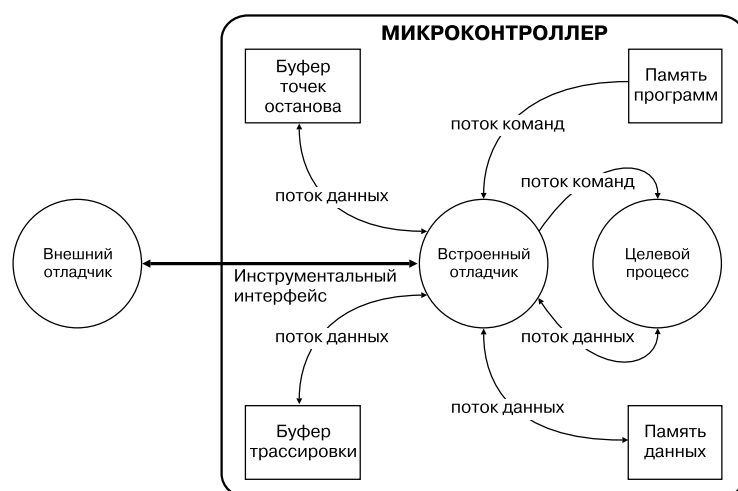 МИКРОКОНТРОЛЛЕР
Буфер
точек
останова
Память
программ
поток команд
поток команд
поток данных
Внешний
отладчик
Встроенный
отладчик
Целевой
процесс
Инструментальный
интерфейс
поток данных
поток данных
поток данных
Буфер
трассировки
Память
данных